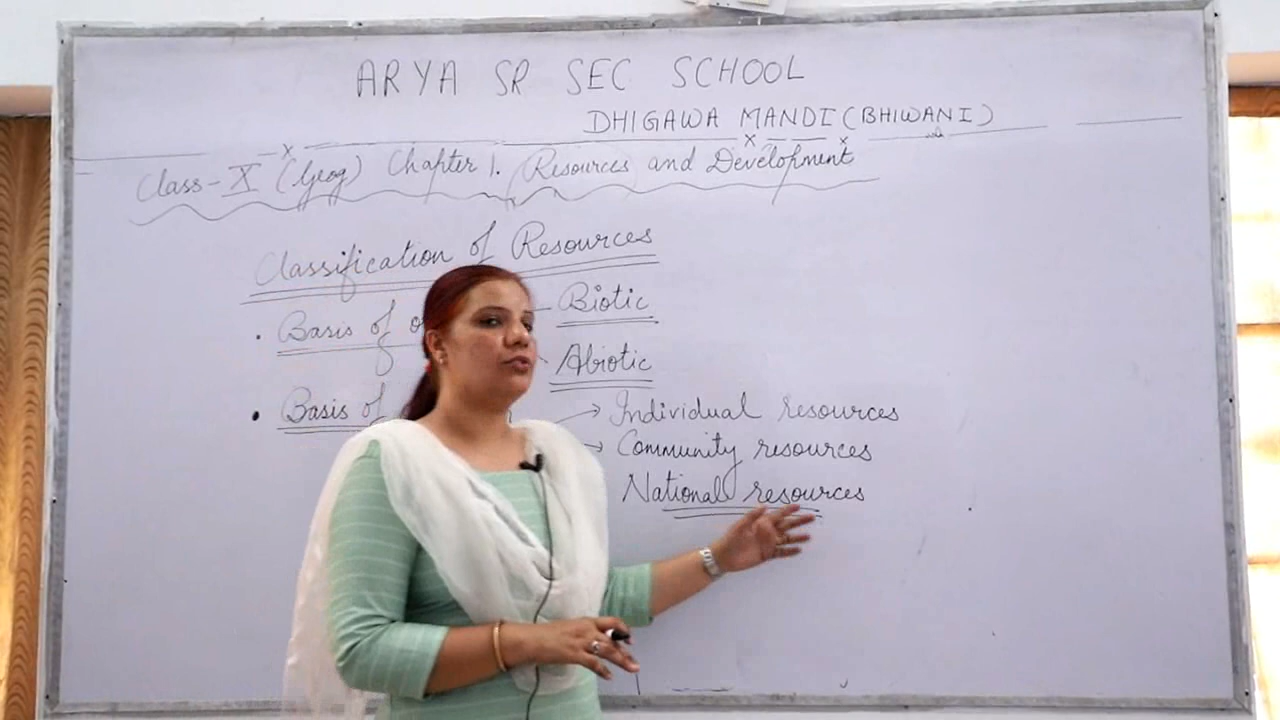 ARYA SR SEC SCHOOL
DHIGAWA MANDI (BHIWANI)
Class-X (Geog) Chapter 1. Resources and Development
Classification of Resources
• Basis of
Biotic
Abiotic
• Basis of
→ Individual resources
→ Community resources
National resources